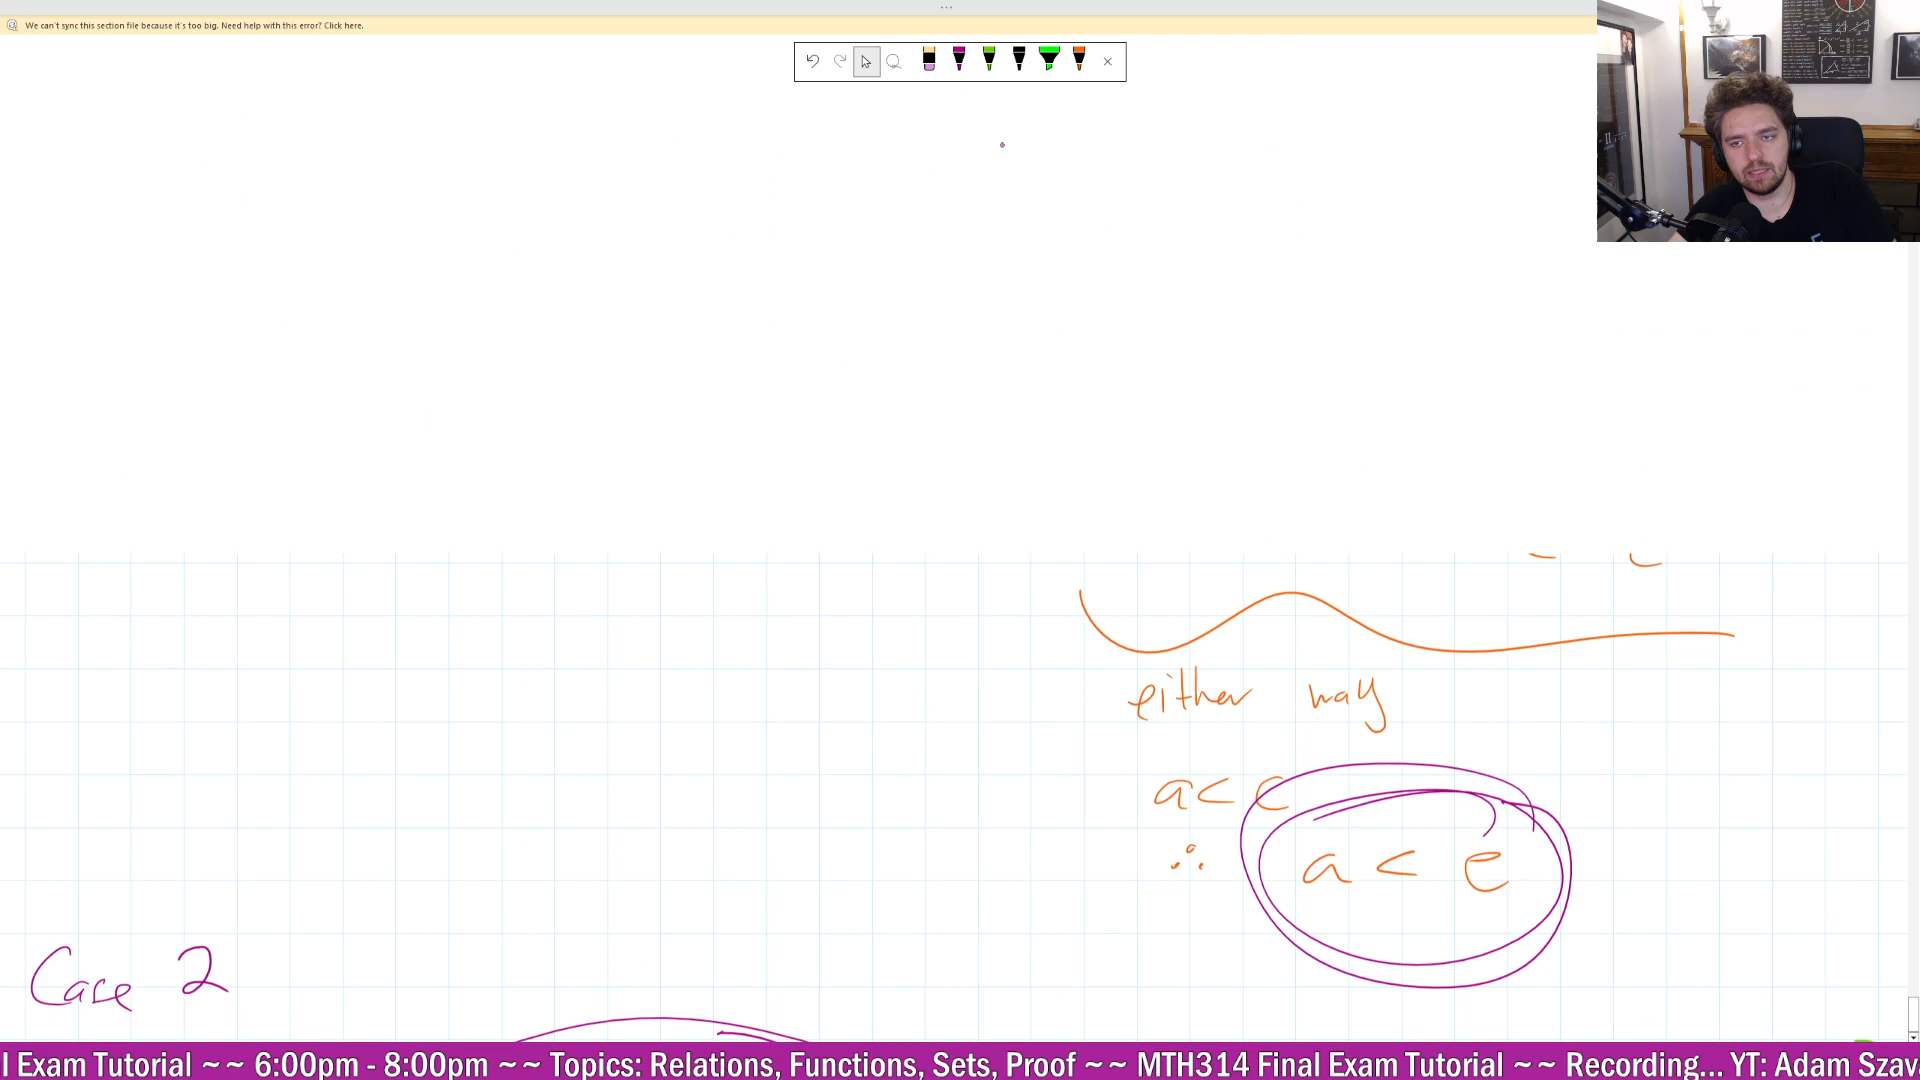 We can't sync this section file because it's too big. Need help with this error? Click here.
either way
a < c
∴ a < e
Case 2
l Exam Tutorial ~~ 6:00pm - 8:00pm ~~ Topics: Relations, Functions, Sets, Proof ~~ MTH314 Final Exam Tutorial ~~ Recording... YT: Adam Szav